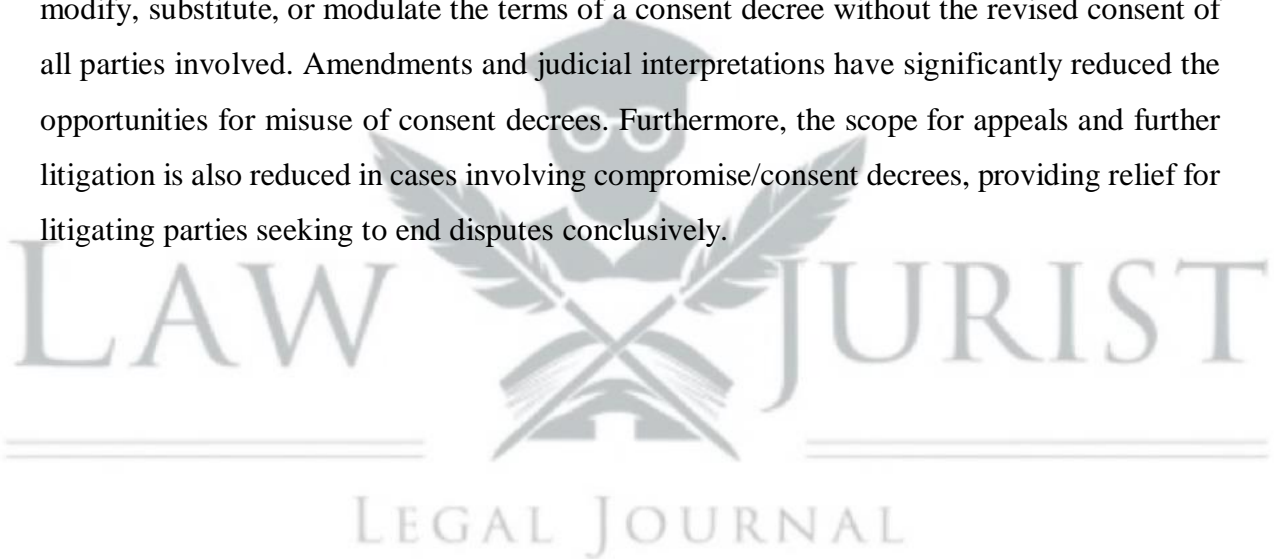 modify, substitute, or modulate the terms of a consent decree without the revised consent of
all parties involved. Amendments and judicial interpretations have significantly reduced the
opportunities for misuse of consent decrees. Furthermore, the scope for appeals and further
litigation is also reduced in cases involving compromise/consent decrees, providing relief for
litigating parties seeking to end disputes conclusively.
LAW JURIST
LEGAL JOURNAL